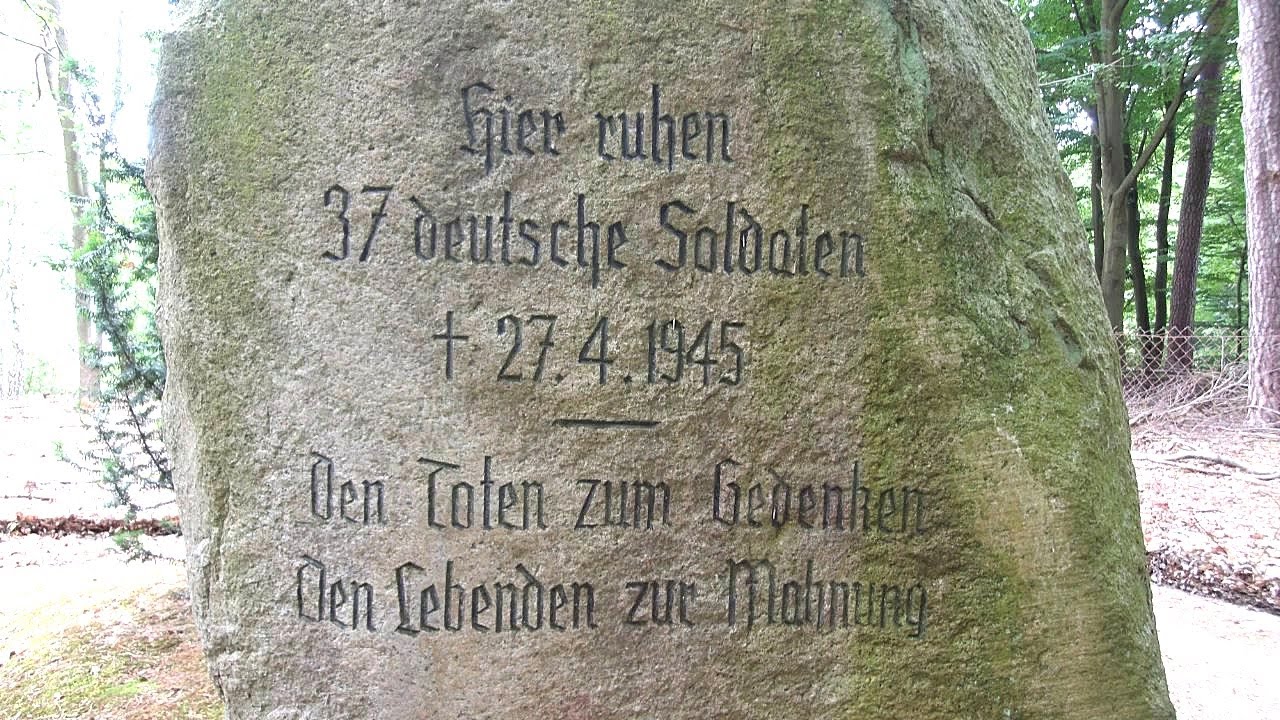 Hier ruhen
37 deutsche Soldaten
† 27.4.1945
Den Toten zum Gedenken
Den Lebenden zur Mahnung